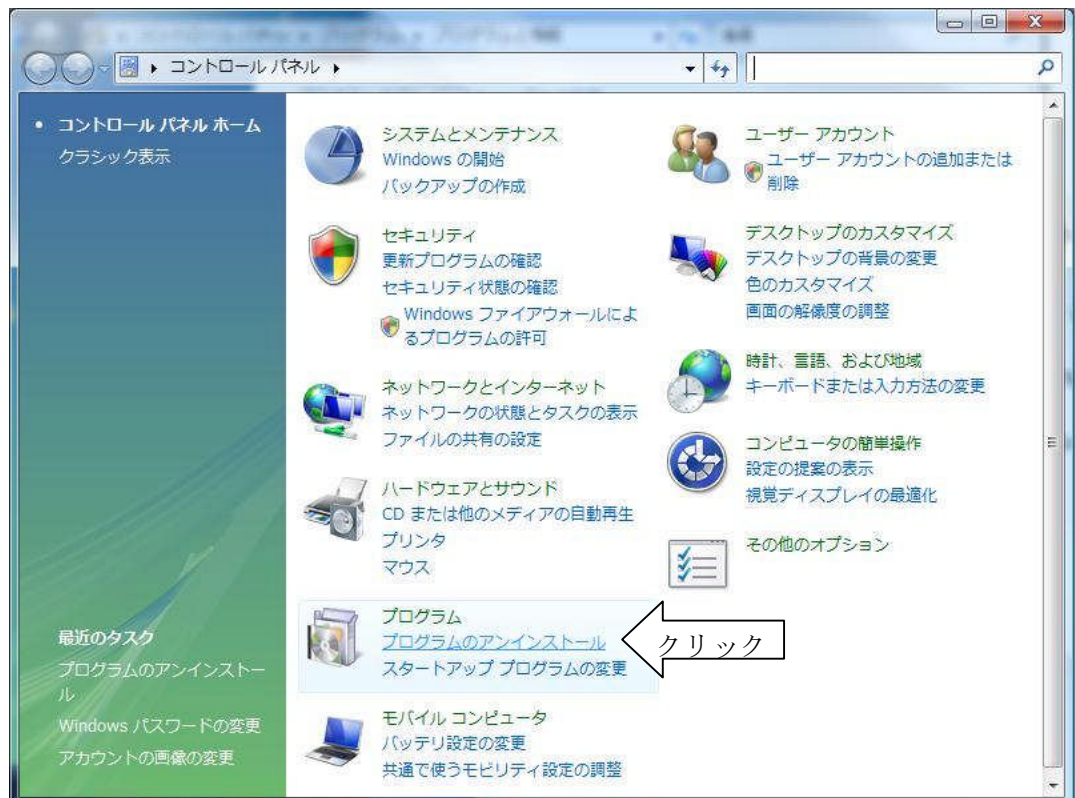 コントロール パネル
コントロール パネル ホーム
クラシック表示
システムとメンテナンス
Windows の開始
バックアップの作成
セキュリティ
更新プログラムの確認
セキュリティ状態の確認
Windows ファイアウォールによ
るプログラムの許可
ネットワークとインターネット
ネットワークの状態とタスクの表示
ファイルの共有の設定
ハードウェアとサウンド
CD または他のメディアの自動再生
プリンタ
マウス
プログラム
プログラムのアンインストール
クリック
スタートアップ プログラムの変更
モバイル コンピュータ
バッテリ設定の変更
共通で使うモビリティ設定の調整
ユーザー アカウント
ユーザー アカウントの追加または
削除
デスクトップのカスタマイズ
デスクトップの背景の変更
色のカスタマイズ
画面の解像度の調整
時計、言語、および地域
キーボードまたは入力方法の変更
コンピュータの簡単操作
設定の提案の表示
視覚ディスプレイの最適化
その他のオプション
最近のタスク
プログラムのアンインストー
ル
Windows パスワードの変更
アカウントの画像の変更